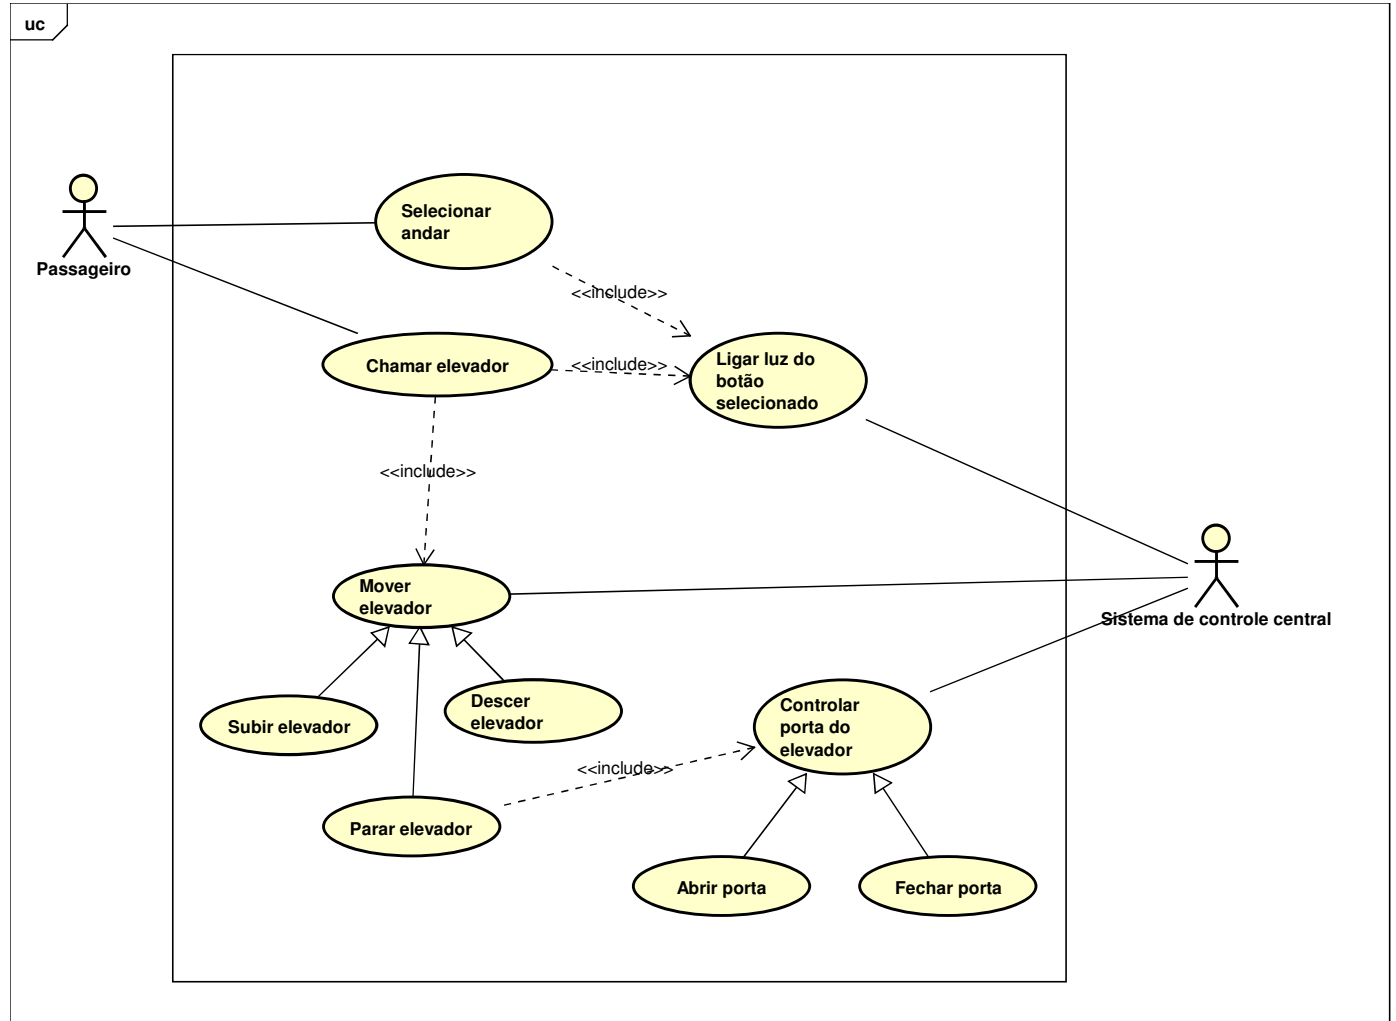 uc
Selecionar
andar
Passageiro
<<include>>
Chamar elevador
<<include>>
Ligar luz do
botão
selecionado
<<include>>
Mover
elevador
Sistema de controle central
Subir elevador
Descer
elevador
Controlar
porta do
elevador
<<include>>
Parar elevador
Abrir porta
Fechar porta